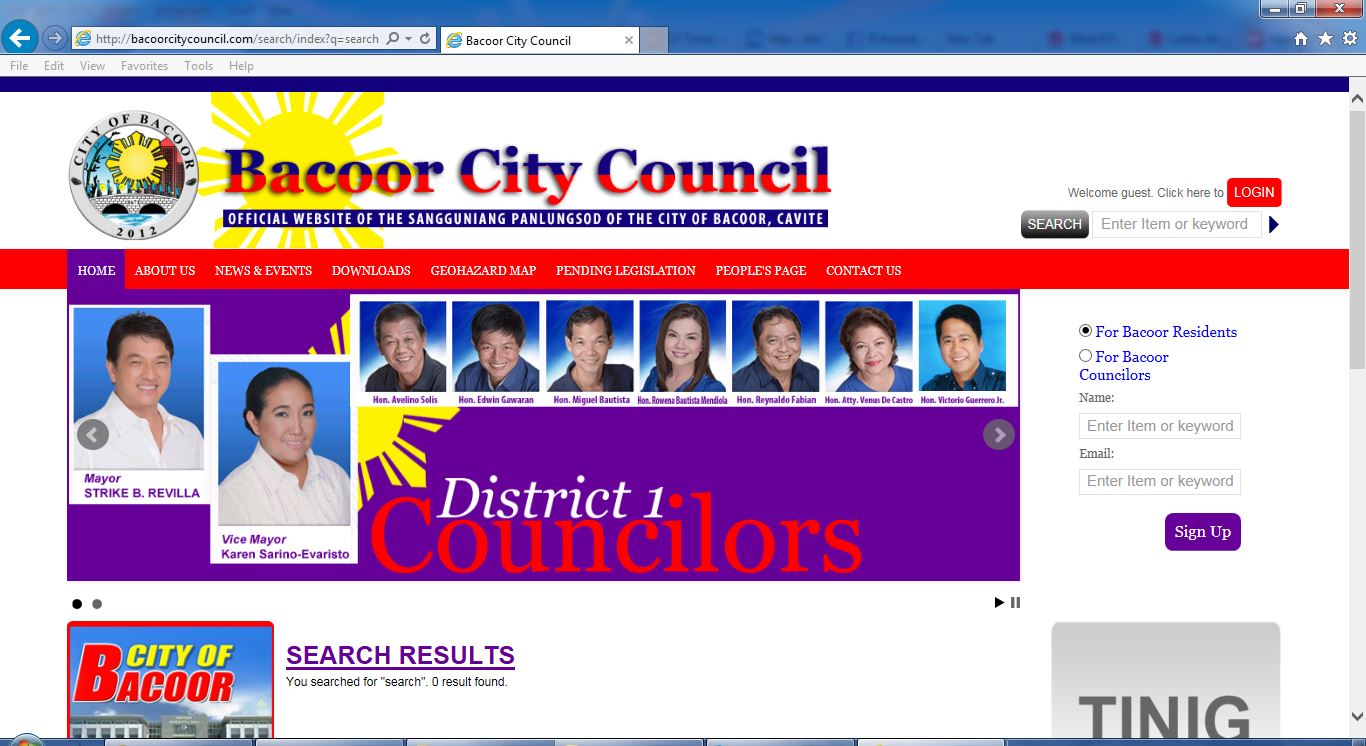 http://bacoorcitycouncil.com/search/index?q=search
Bacoor City Council
File Edit View Favorites Tools Help
CITY OF BACOOR
2012
Bacoor City Council
OFFICIAL WEBSITE OF THE SANGGUNIANG PANLUNGSOD OF THE CITY OF BACOOR, CAVITE
Welcome guest. Click here to LOGIN
SEARCH Enter Item or keyword
HOME ABOUT US NEWS & EVENTS DOWNLOADS GEOHAZARD MAP PENDING LEGISLATION PEOPLE'S PAGE CONTACT US
Hon. Avelino Solis Hon. Edwin Gawaran Hon. Miguel Bautista Hon. Rowena Bautista Mendiola Hon. Reynaldo Fabian Hon. Atty. Venus De Castro Hon. Victorio Guerrero Jr.
Mayor
STRIKE B. REVILLA
Vice Mayor
Karen Sarino-Evaristo
District 1
Councilors
For Bacoor Residents
For Bacoor
Councilors
Name:
Enter Item or keyword
Email:
Enter Item or keyword
Sign Up
CITY OF
BACOOR
SEARCH RESULTS
You searched for "search". 0 result found.
TINIG